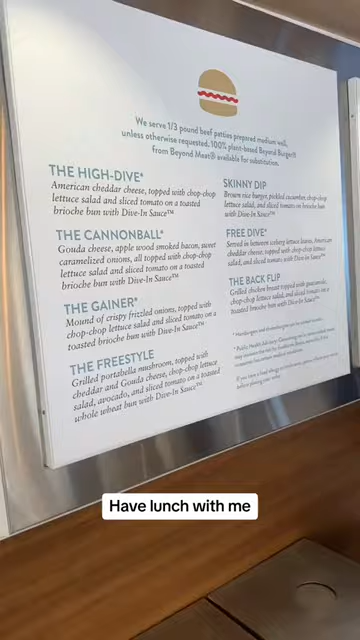 We serve 1/3 pound beef patties prepared medium well,
unless otherwise requested. 100% plant-based Beyond Burger®
from Beyond Meat® available for substitution.
THE HIGH-DIVE*
American cheddar cheese, topped with chop-chop
lettuce salad and sliced tomato on a toasted
brioche bun with Dive-In Sauce™
THE CANNONBALL*
Gouda cheese, apple wood smoked bacon, sweet
caramelized onions, all topped with chop-chop
lettuce salad and sliced tomato on a toasted
brioche bun with Dive-In Sauce™
THE GAINER*
Mound of crispy frizzled onions, topped with
chop-chop lettuce salad and sliced tomato on a
toasted brioche bun with Dive-In Sauce™
THE FREESTYLE
Grilled portabella mushroom, topped with
cheddar and Gouda cheese, chop-chop lettuce
salad, avocado, and sliced tomato on a toasted
whole wheat bun with Dive-In Sauce™
SKINNY DIP
Brown rice burger, pickled cucumber, chop-chop
lettuce salad, and sliced tomato on brioche bun
with Dive-In Sauce™
FREE DIVE*
Served in between iceberg lettuce leaves, American
cheddar cheese, topped with chop-chop lettuce
salad, and sliced tomato with Dive-In Sauce™
THE BACK FLIP
Grilled chicken breast topped with guacamole,
chop-chop lettuce salad, and sliced tomato on a
toasted brioche bun with Dive-In Sauce™
Have lunch with me